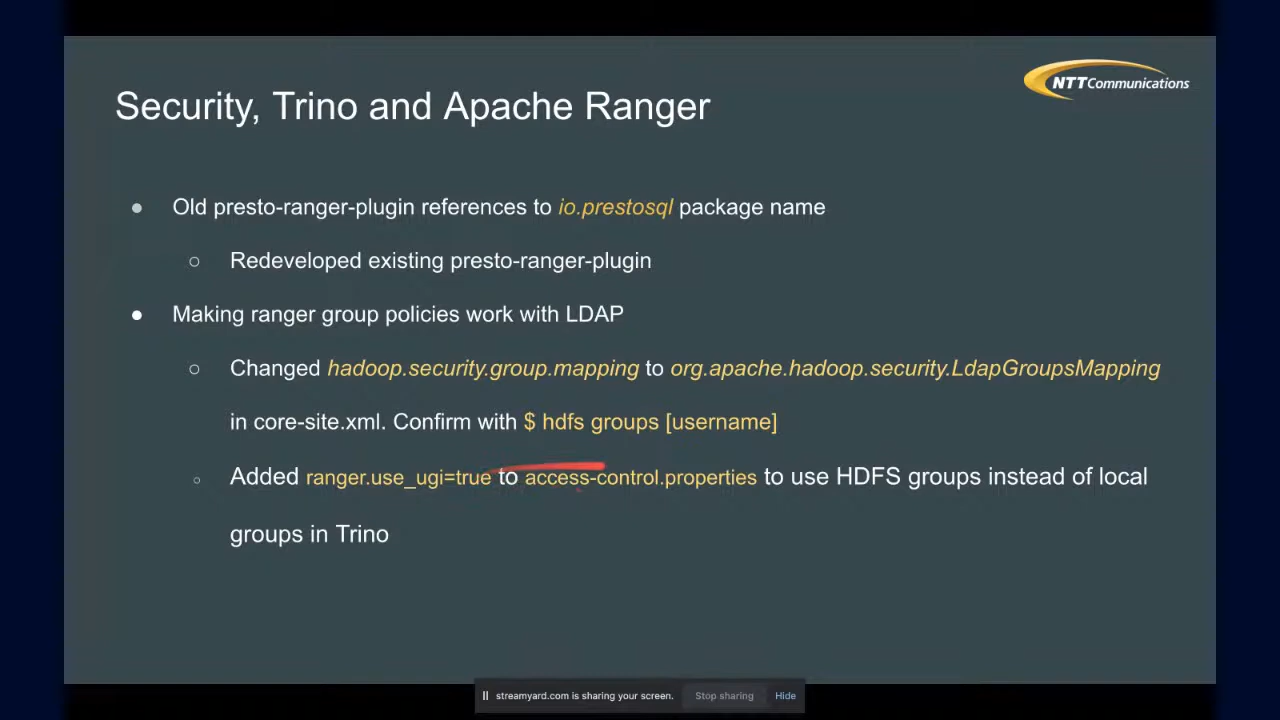 NTT Communications
Security, Trino and Apache Ranger
● Old presto-ranger-plugin references to io.prestosql package name
○ Redeveloped existing presto-ranger-plugin
● Making ranger group policies work with LDAP
○ Changed hadoop.security.group.mapping to org.apache.hadoop.security.LdapGroupsMapping
in core-site.xml. Confirm with $ hdfs groups [username]
○ Added ranger.use_ugi=true to access-control.properties to use HDFS groups instead of local
groups in Trino
streamyard.com is sharing your screen. Stop sharing Hide